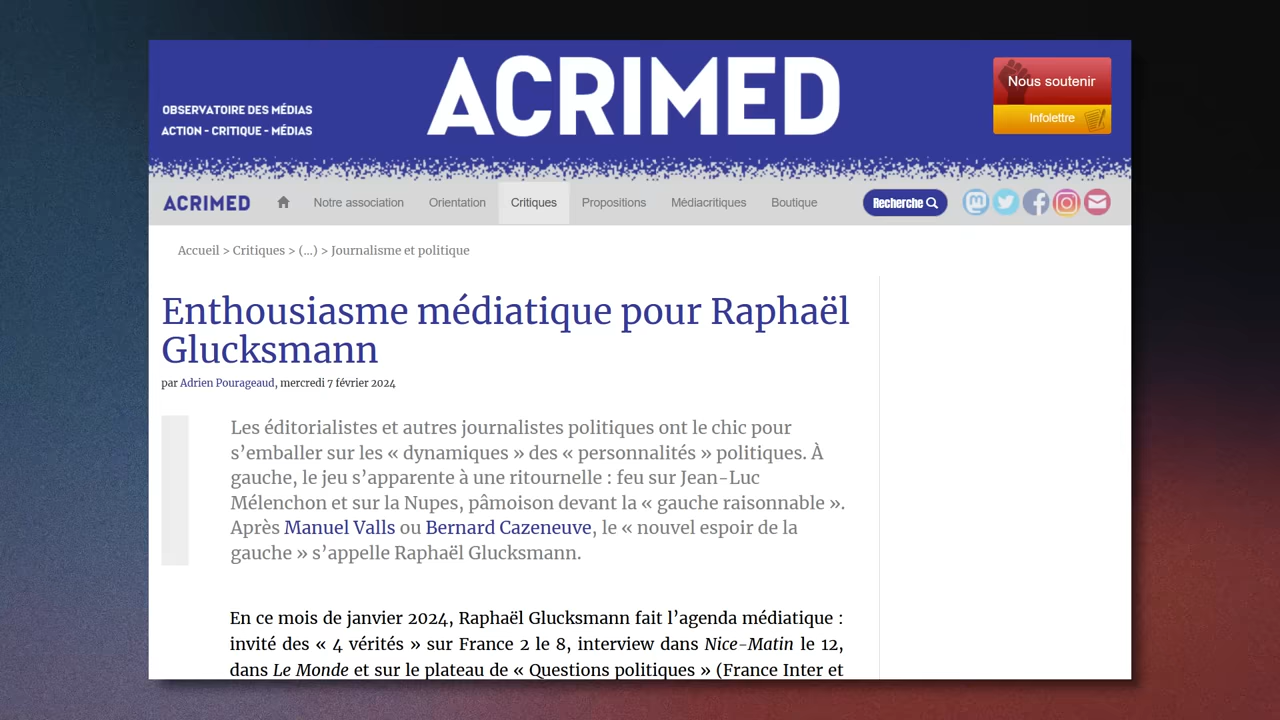 OBSERVATOIRE DES MÉDIAS
ACTION - CRITIQUE - MÉDIAS
ACRIMED
Nous soutenir
Infolettre
ACRIMED
Notre association
Orientation
Critiques
Propositions
Médiacritiques
Boutique
Recherche
Accueil > Critiques > (...) > Journalisme et politique
Enthousiasme médiatique pour Raphaël
Glucksmann
par Adrien Pourageaud, mercredi 7 février 2024
Les éditorialistes et autres journalistes politiques ont le chic pour
s’emballer sur les « dynamiques » des « personnalités » politiques. À
gauche, le jeu s’apparente à une ritournelle : feu sur Jean-Luc
Mélenchon et sur la Nupes, pâmoison devant la « gauche raisonnable ».
Après Manuel Valls ou Bernard Cazeneuve, le « nouvel espoir de la
gauche » s’appelle Raphaël Glucksmann.
En ce mois de janvier 2024, Raphaël Glucksmann fait l’agenda médiatique :
invité des « 4 vérités » sur France 2 le 8, interview dans Nice-Matin le 12,
dans Le Monde et sur le plateau de « Questions politiques » (France Inter et